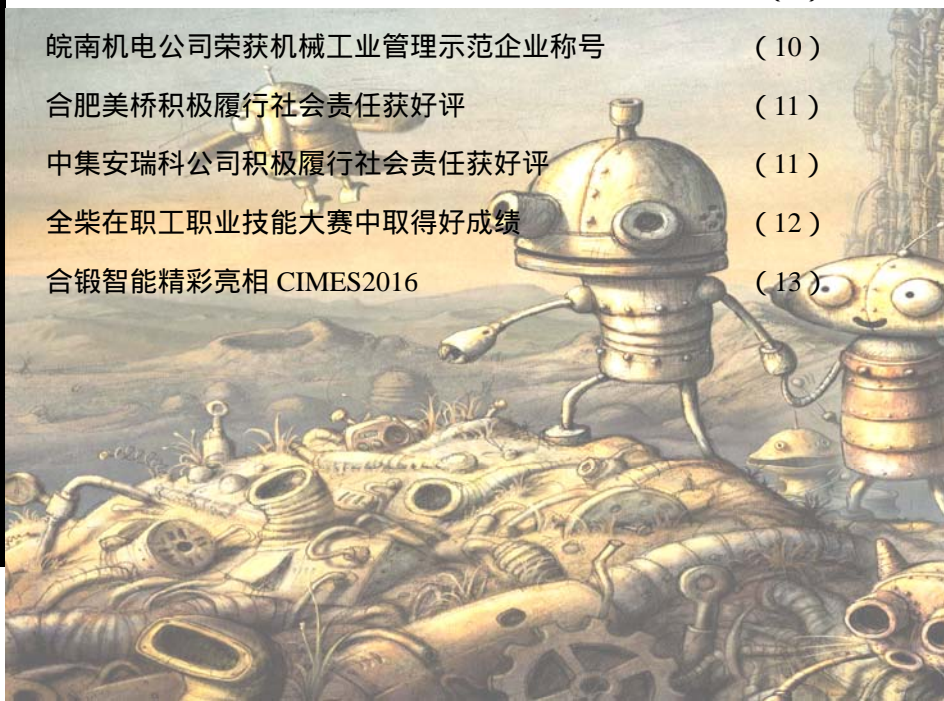 皖南机电公司荣获机械工业管理示范企业称号 （10）
合肥美桥积极履行社会责任获好评 （11）
中集安瑞科公司积极履行社会责任获好评 （11）
全柴在职工职业技能大赛中取得好成绩 （12）
合锻智能精彩亮相 CIMES2016 （13）